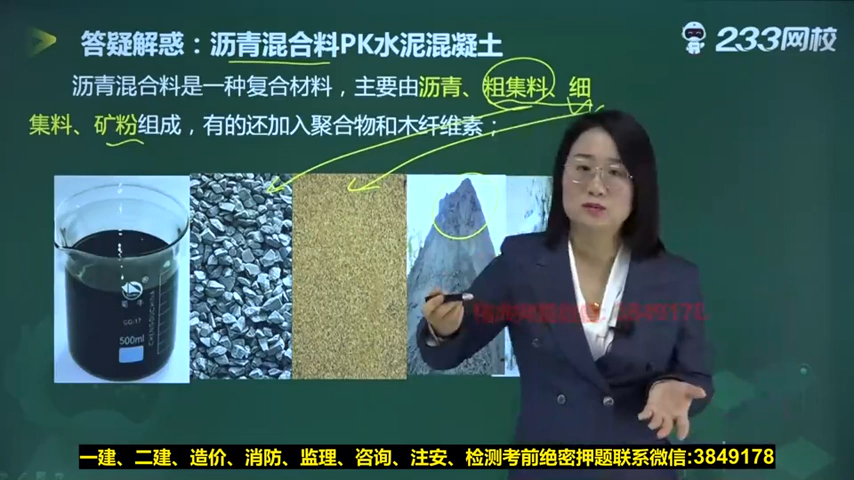 答疑解惑：沥青混合料PK水泥混凝土
233网校
沥青混合料是一种复合材料，主要由沥青、粗集料、细
集料、矿粉组成，有的还加入聚合物和木纤维素；
500ml
3849178
一建、二建、造价、消防、监理、咨询、注安、检测考前绝密押题联系微信:3849178